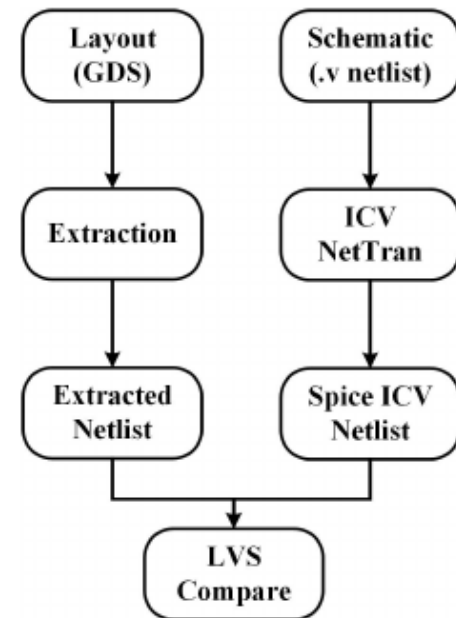 Layout
(GDS)
Schematic
(.v netlist)
Extraction
ICV
NetTran
Extracted
Netlist
Spice ICV
Netlist
LVS
Compare